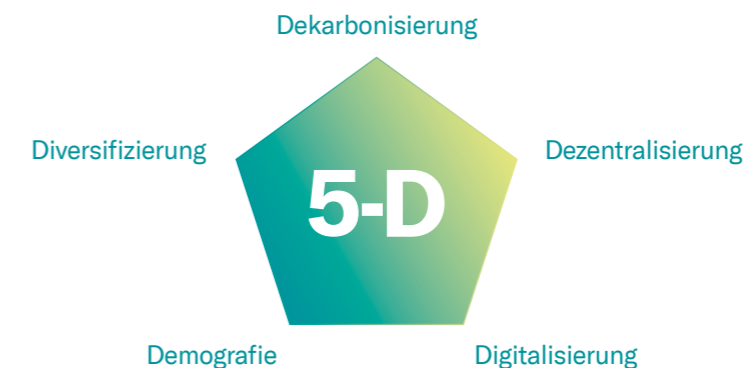 Dekarbonisierung
Diversifizierung
Dezentralisierung
5-D
Demografie
Digitalisierung